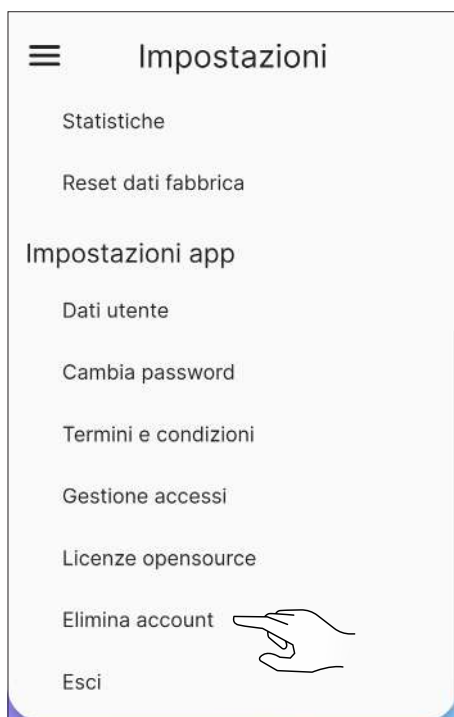 Impostazioni
Statistiche
Reset dati fabbrica
Impostazioni app
Dati utente
Cambia password
Termini e condizioni
Gestione accessi
Licenze opensource
Elimina account
Esci